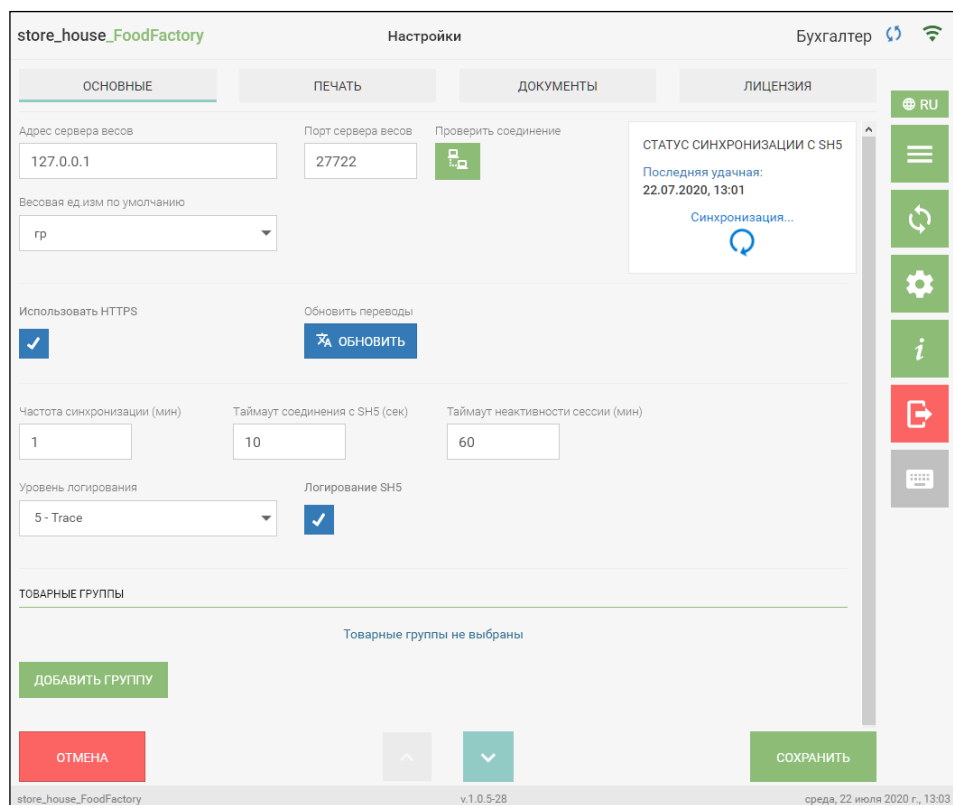 store_house_FoodFactory
Настройки
Бухгалтер
ОСНОВНЫЕ
ПЕЧАТЬ
ДОКУМЕНТЫ
ЛИЦЕНЗИЯ
RU
Адрес сервера весов
Порт сервера весов
Проверить соединение
127.0.0.1
27722
СТАТУС СИНХРОНИЗАЦИИ С SH5
Последняя удачная:
22.07.2020, 13:01
Синхронизация...
Весовая ед.изм по умолчанию
гр
Использовать HTTPS
Обновить переводы
ОБНОВИТЬ
Частота синхронизации (мин)
Таймаут соединения с SH5 (сек)
Таймаут неактивности сессии (мин)
1
10
60
Уровень логирования
Логирование SH5
5 - Trace
ТОВАРНЫЕ ГРУППЫ
Товарные группы не выбраны
ДОБАВИТЬ ГРУППУ
ОТМЕНА
СОХРАНИТЬ
store_house_FoodFactory
v.1.0.5-28
среда, 22 июля 2020 г., 13:03